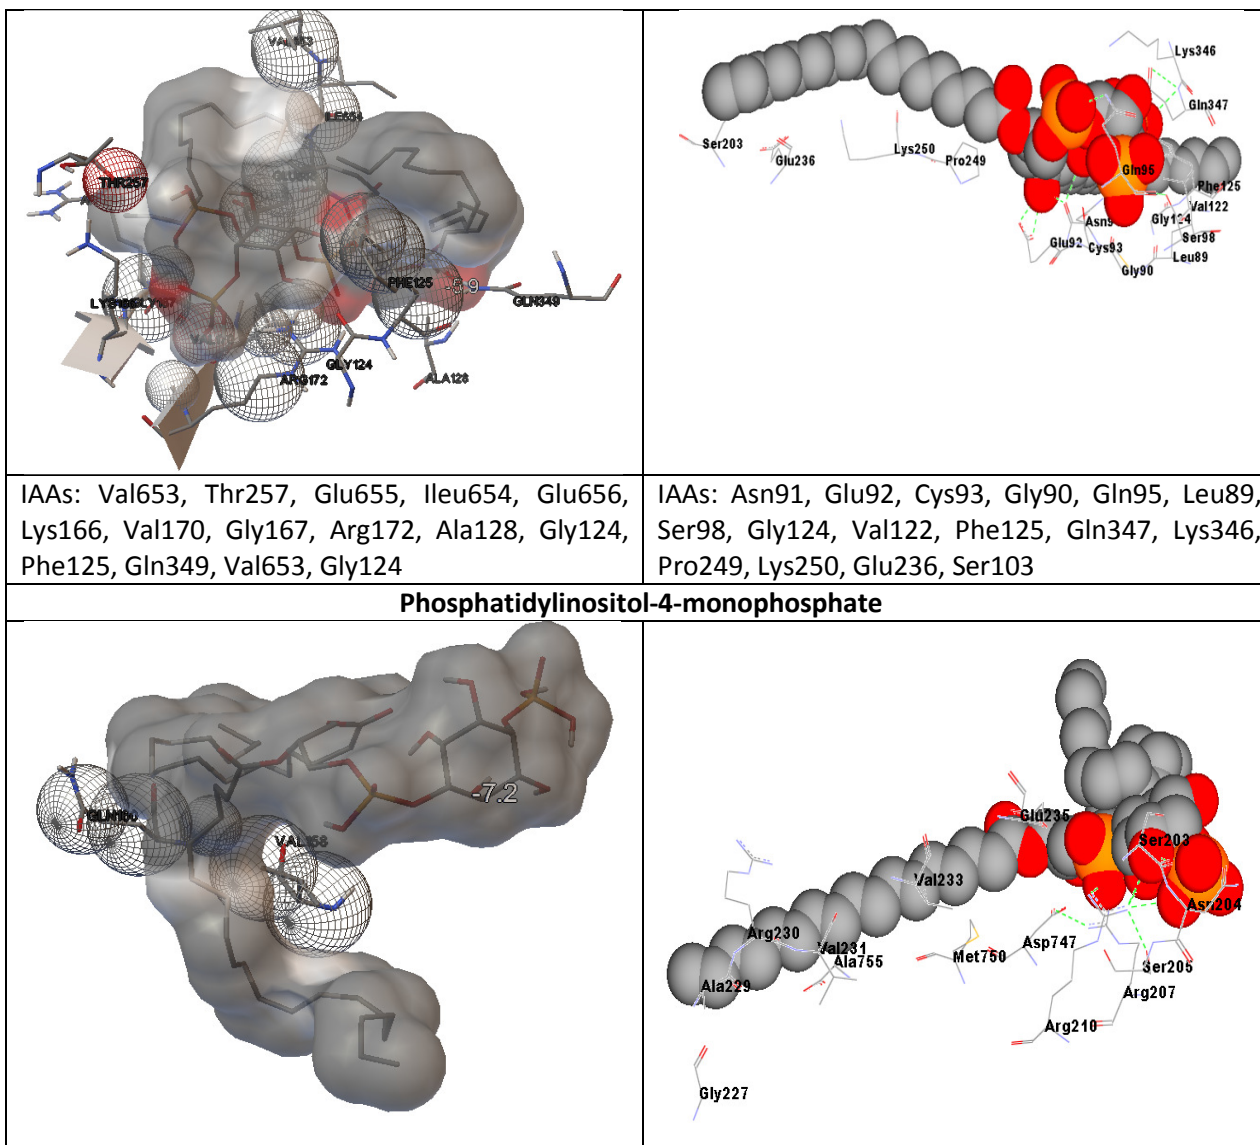 VAL653
THR257
PHE125
-5.9
GLN349
GLY124
ARG172
ALA128
Lys346
Gln347
Ser203
Glu236
Lys250
Pro249
Gln95
Phe125
Val122
Asn9
Gly124
Glu92
Cys93
Ser98
Gly90
Leu89
IAAs: Val653, Thr257, Glu655, Ileu654, Glu656,
Lys166, Val170, Gly167, Arg172, Ala128, Gly124,
Phe125, Gln349, Val653, Gly124
IAAs: Asn91, Glu92, Cys93, Gly90, Gln95, Leu89,
Ser98, Gly124, Val122, Phe125, Gln347, Lys346,
Pro249, Lys250, Glu236, Ser103
Phosphatidylinositol-4-monophosphate
-7.2
Glu235
Ser203
Val233
Asn204
Arg230
Val231
Ala755
Met750
Asp747
Ser205
Ala229
Arg207
Arg210
Gly227